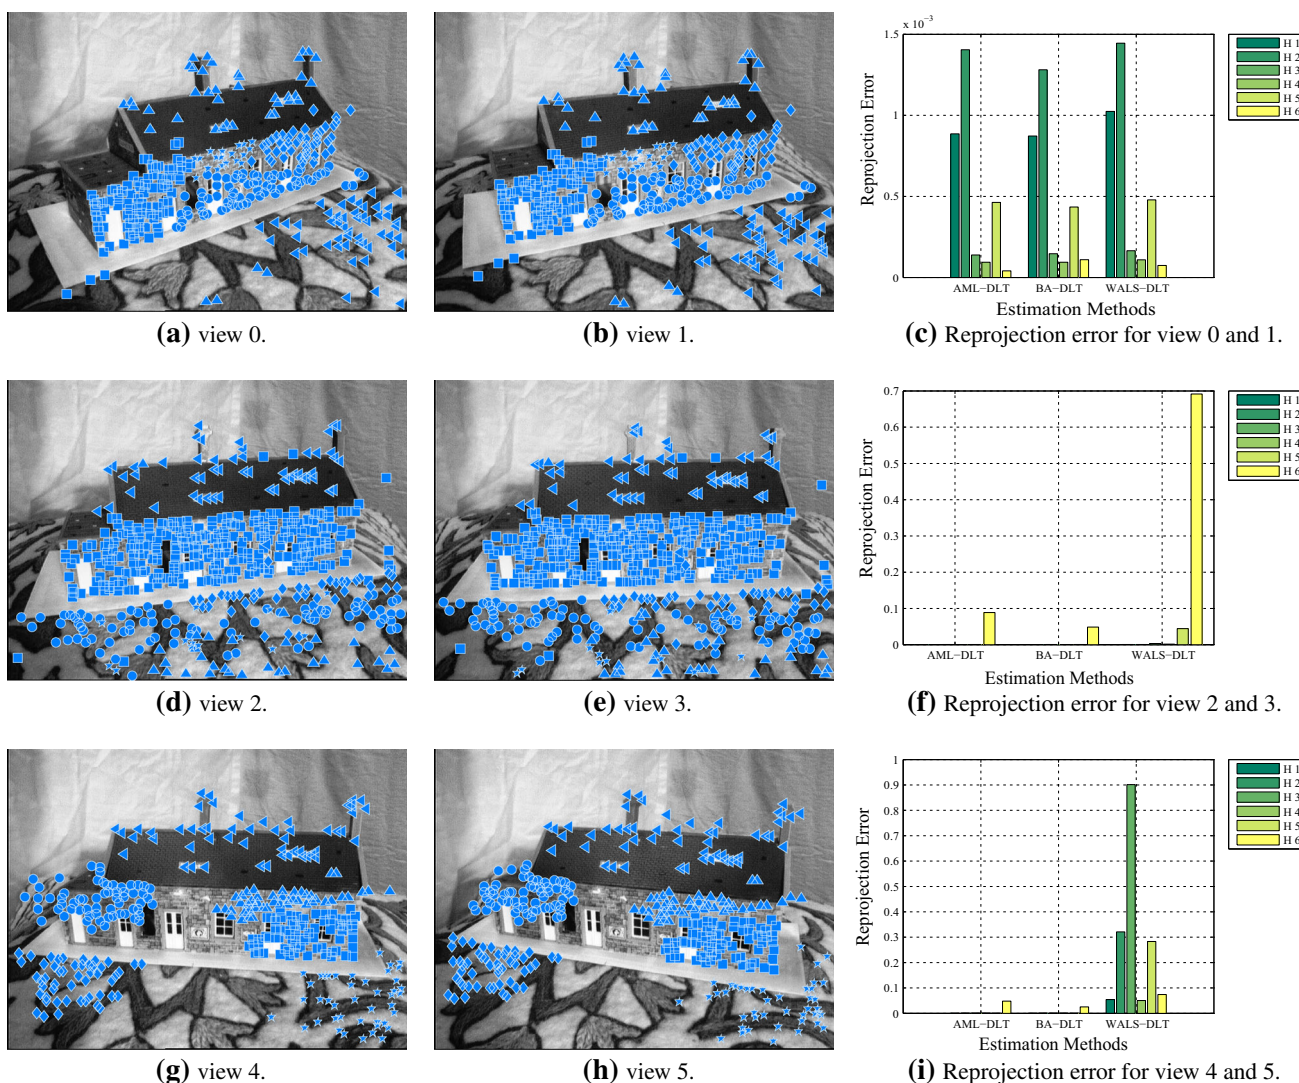 x 10⁻³
1.5
1
0.5
0
Reprojection Error
AML−DLT BA−DLT WALS−DLT
Estimation Methods
H 1
H 2
H 3
H 4
H 5
H 6
(a) view 0.
(b) view 1.
(c) Reprojection error for view 0 and 1.
0.7
0.6
0.5
0.4
0.3
0.2
0.1
0
Reprojection Error
AML−DLT BA−DLT WALS−DLT
Estimation Methods
H 1
H 2
H 3
H 4
H 5
H 6
(d) view 2.
(e) view 3.
(f) Reprojection error for view 2 and 3.
1
0.9
0.8
0.7
0.6
0.5
0.4
0.3
0.2
0.1
0
Reprojection Error
AML−DLT BA−DLT WALS−DLT
Estimation Methods
H 1
H 2
H 3
H 4
H 5
H 6
(g) view 4.
(h) view 5.
(i) Reprojection error for view 4 and 5.